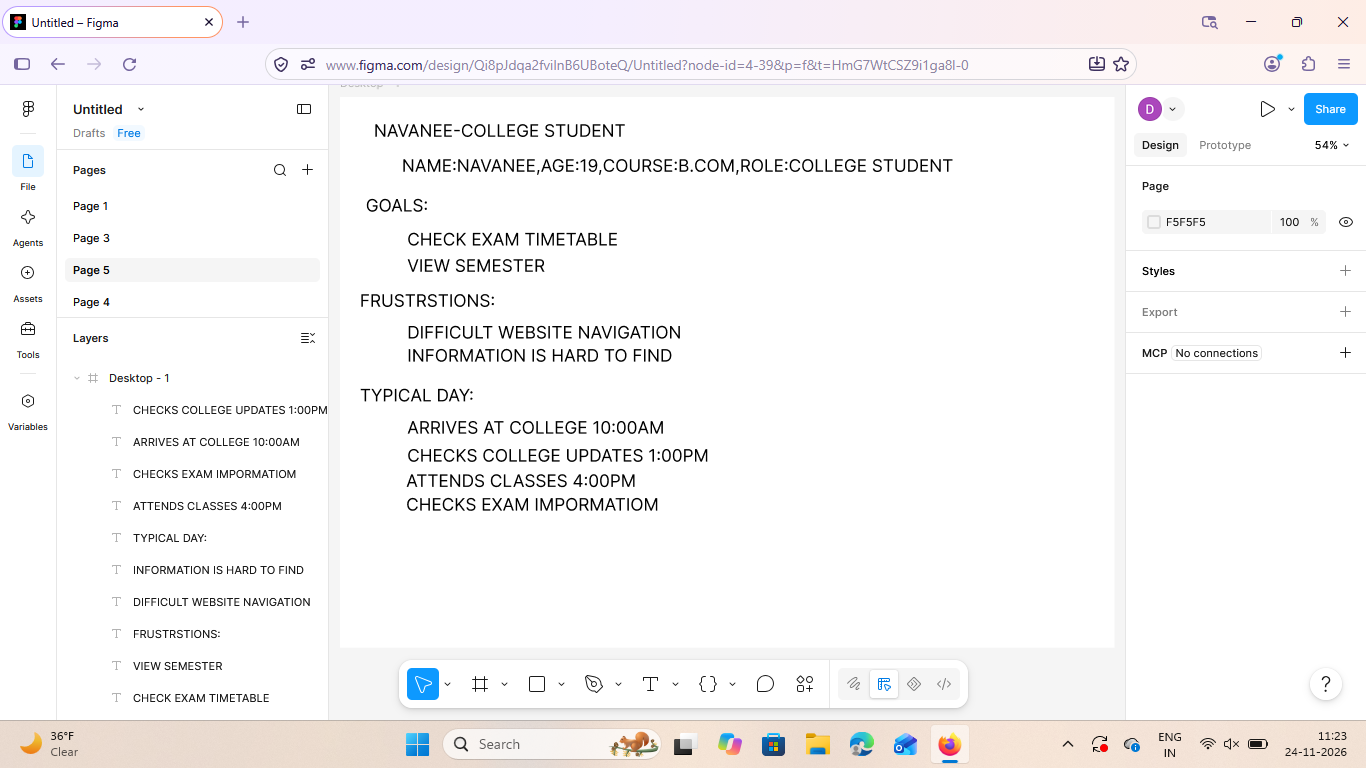 Untitled – Figma
www.figma.com/design/Qi8pJdqa2fvilnB6UBoteQ/Untitled?node-id=4-39&p=f&t=HmG7WtCSZ9i1ga8l-0
Untitled
Drafts Free
File
Agents
Assets
Tools
Variables
Pages
Page 1
Page 3
Page 5
Page 4
Layers
Desktop - 1
CHECKS COLLEGE UPDATES 1:00PM
ARRIVES AT COLLEGE 10:00AM
CHECKS EXAM IMPORMATIOM
ATTENDS CLASSES 4:00PM
TYPICAL DAY:
INFORMATION IS HARD TO FIND
DIFFICULT WEBSITE NAVIGATION
FRUSTRSTIONS:
VIEW SEMESTER
CHECK EXAM TIMETABLE
NAVANEE-COLLEGE STUDENT
NAME:NAVANEE,AGE:19,COURSE:B.COM,ROLE:COLLEGE STUDENT
GOALS:
CHECK EXAM TIMETABLE
VIEW SEMESTER
FRUSTRSTIONS:
DIFFICULT WEBSITE NAVIGATION
INFORMATION IS HARD TO FIND
TYPICAL DAY:
ARRIVES AT COLLEGE 10:00AM
CHECKS COLLEGE UPDATES 1:00PM
ATTENDS CLASSES 4:00PM
CHECKS EXAM IMPORMATIOM
D
Share
Design Prototype 54%
Page
F5F5F5 100 %
Styles
Export
MCP No connections
?
36°F
Clear
Search
ENG
IN
11:23
24-11-2026